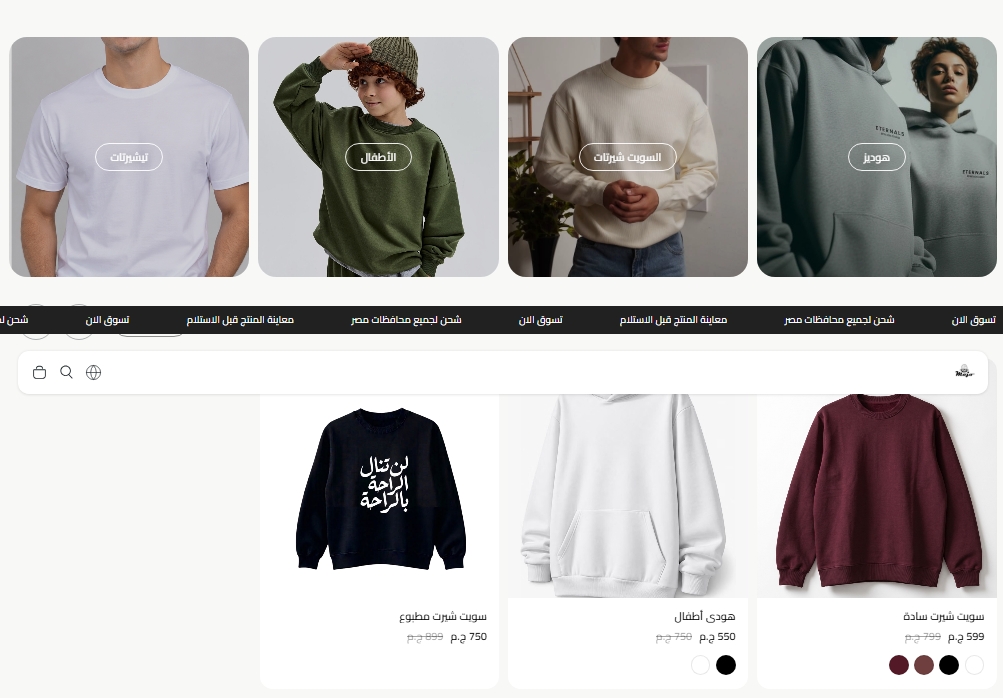 هوديز
السويت شيرتات
الأطفال
تيشيرتات
ETERNALS
ETERNALS
تسوق الان
شحن لجميع محافظات مصر
معاينة المنتج قبل الاستلام
تسوق الان
شحن لجميع محافظات مصر
معاينة المنتج قبل الاستلام
تسوق الان
شحن
لن تنال
الراحة
بالراحة
سويت شيرت سادة
599 ج.م 799 ج.م
هودى أطفال
550 ج.م 750 ج.م
سويت شيرت مطبوع
750 ج.م 899 ج.م